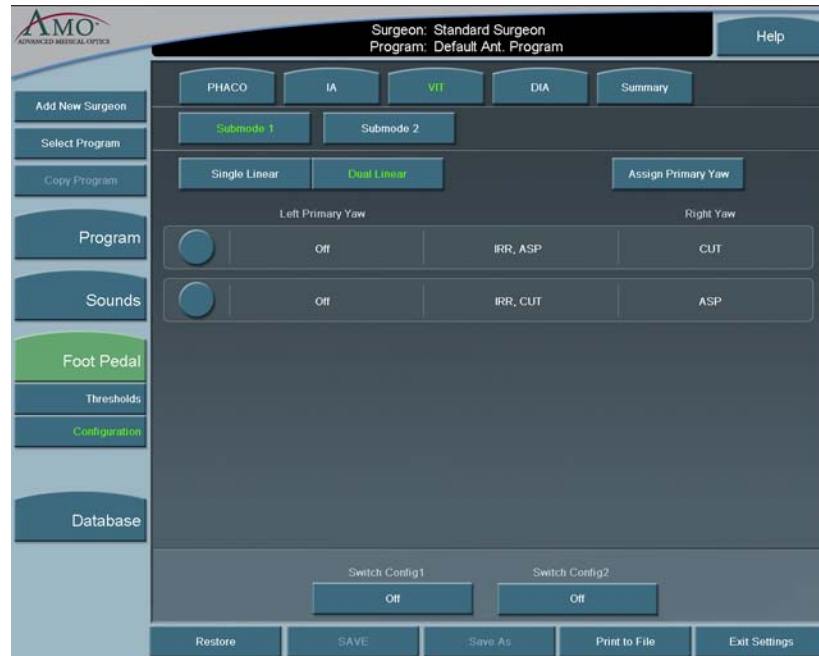 AMO
ADVANCED MEDICAL OPTICS
Surgeon: Standard Surgeon
Program: Default Ant. Program
Help
PHACO IA VIT DIA Summary
Add New Surgeon
Submode 1 Submode 2
Select Program
Copy Program
Single Linear Dual Linear Assign Primary Yaw
Left Primary Yaw Right Yaw
Program
Off IRR, ASP CUT
Sounds
Off IRR, CUT ASP
Foot Pedal
Thresholds
Configuration
Database
Switch Config1 Switch Config2
Off Off
Restore SAVE Save As Print to File Exit Settings